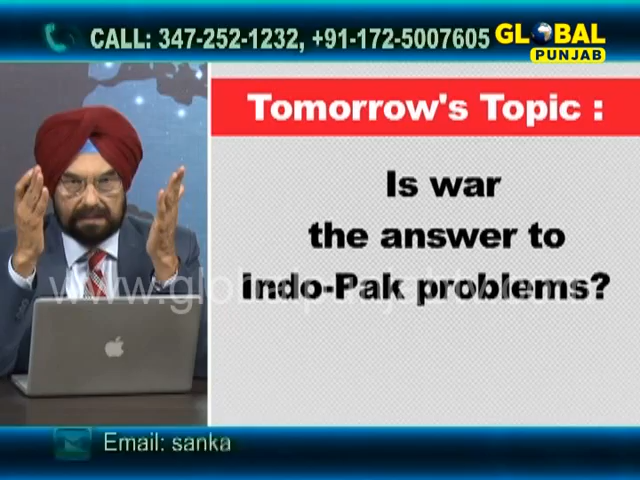 CALL: 347-252-1232, +91-172-5007605
GLOBAL
PUNJAB
Tomorrow's Topic :
Is war
the answer to
Indo-Pak problems?
Email: sanka